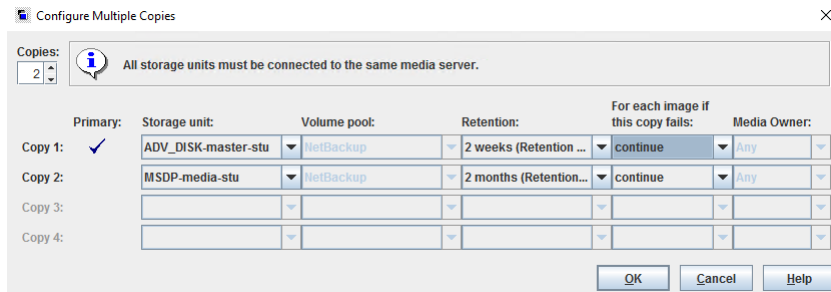 Configure Multiple Copies
Copies:
2
All storage units must be connected to the same media server.
For each image if
Primary: Storage unit: Volume pool: Retention: this copy fails: Media Owner:
Copy 1: ADV_DISK-master-stu NetBackup 2 weeks (Retention ... continue Any
Copy 2: MSDP-media-stu NetBackup 2 months (Retention... continue Any
Copy 3:
Copy 4:
OK Cancel Help